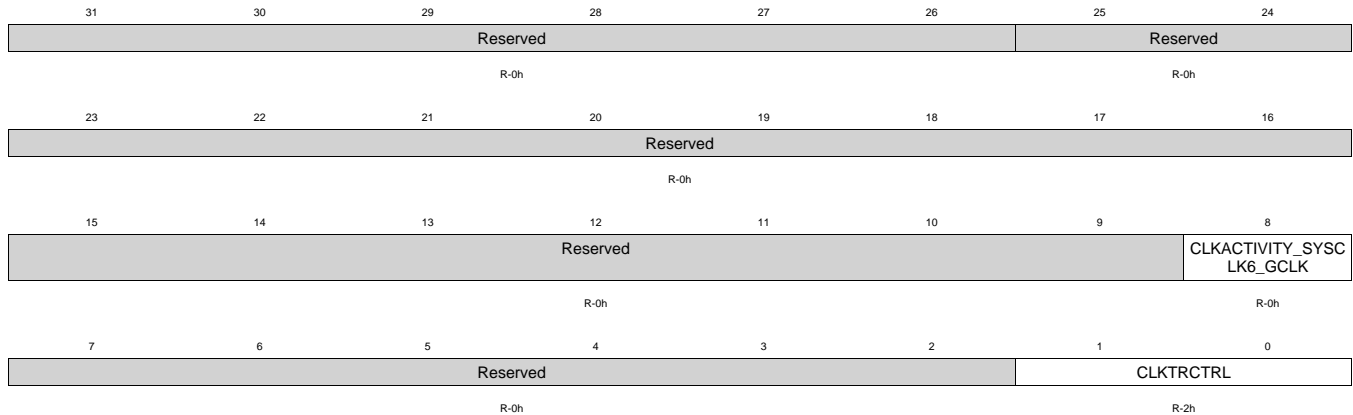 31 30 29 28 27 26 25 24
Reserved Reserved
R-0h R-0h
23 22 21 20 19 18 17 16
Reserved
R-0h
15 14 13 12 11 10 9 8
Reserved CLKACTIVITY_SYSC
LK6_GCLK
R-0h R-0h
7 6 5 4 3 2 1 0
Reserved CLKTRCTRL
R-0h R-2h